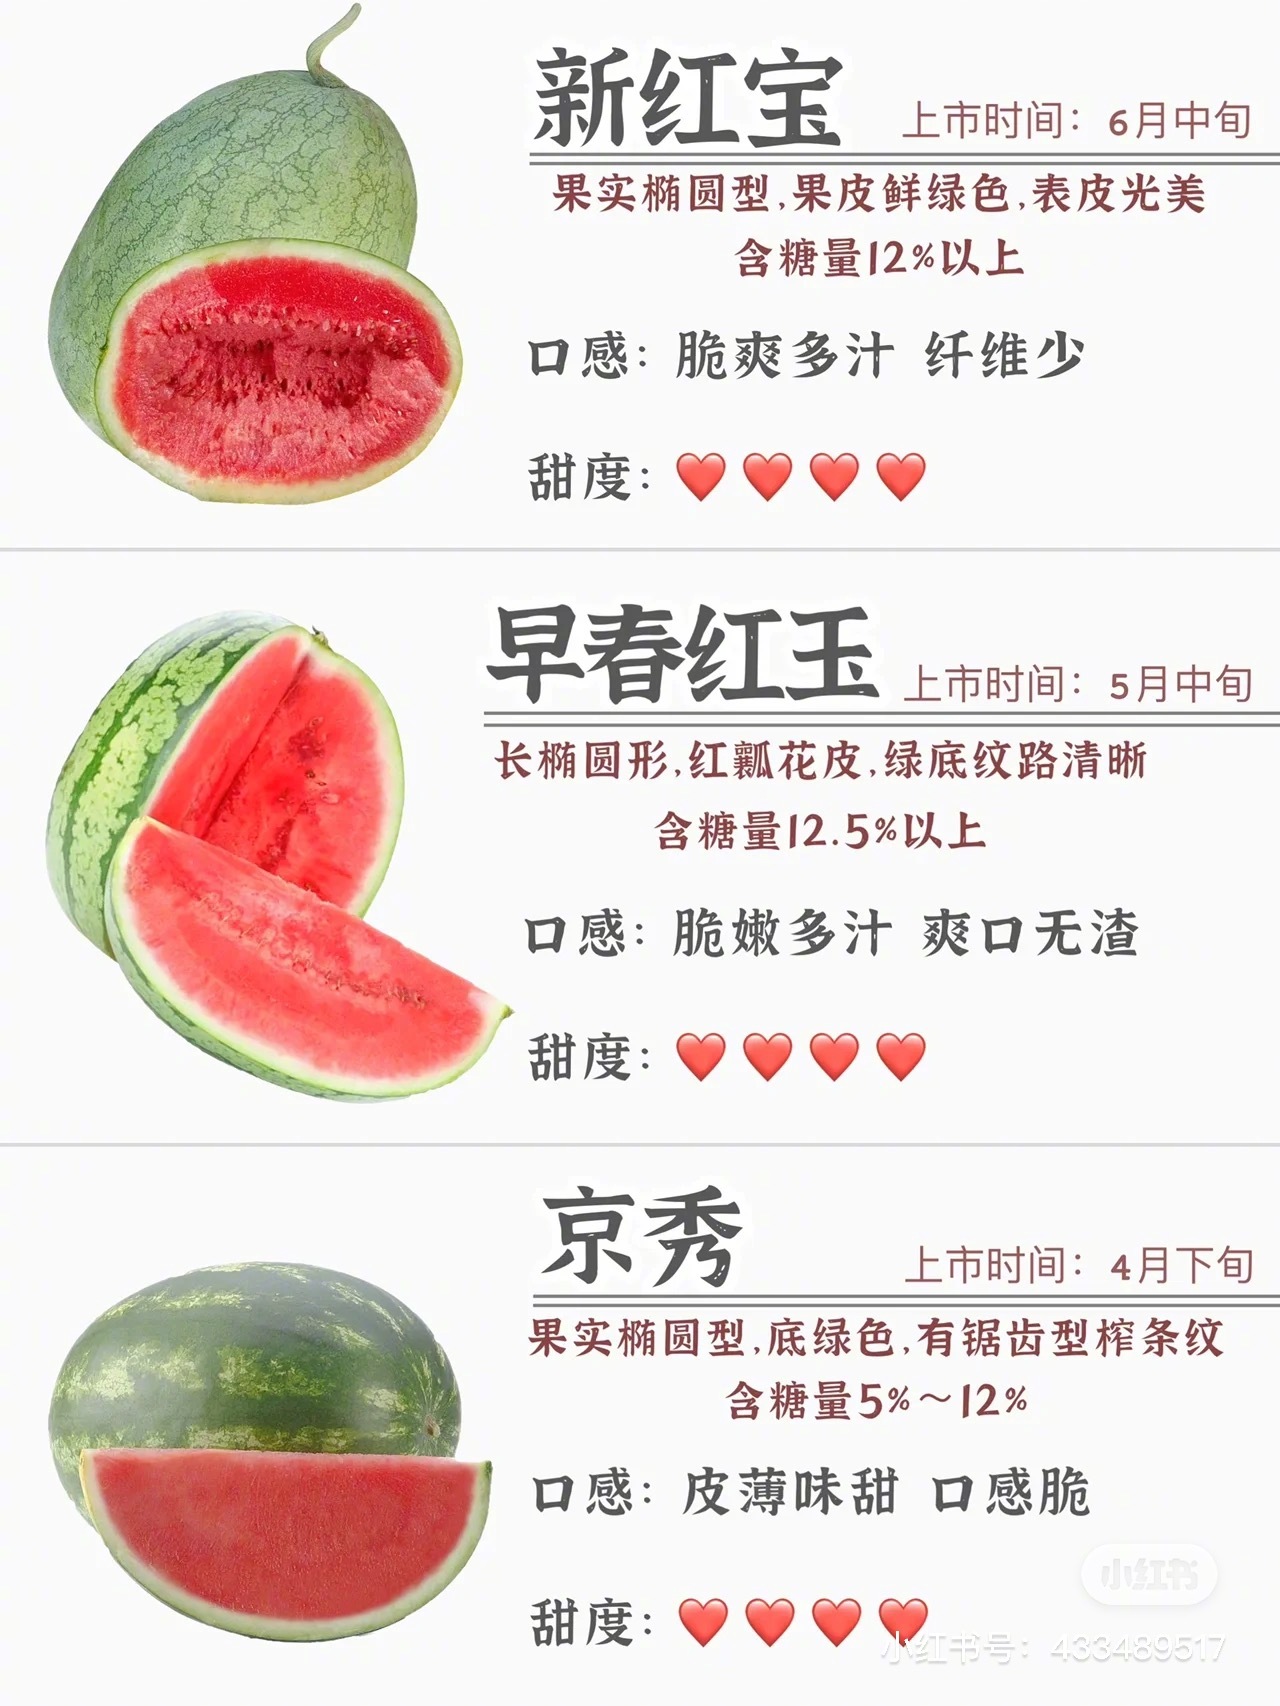 新红宝
上市时间：6月中旬
果实椭圆型,果皮鲜绿色,表皮光美
含糖量12%以上
口感：脆爽多汁 纤维少
甜度：❤️❤️❤️❤️
早春红玉
上市时间：5月中旬
长椭圆形,红瓤花皮,绿底纹路清晰
含糖量12.5%以上
口感：脆嫩多汁 爽口无渣
甜度：❤️❤️❤️❤️
京秀
上市时间：4月下旬
果实椭圆型,底绿色,有锯齿型榨条纹
含糖量5%～12%
口感：皮薄味甜 口感脆
小红书
甜度：❤️❤️❤️❤️
小红书号：433489517